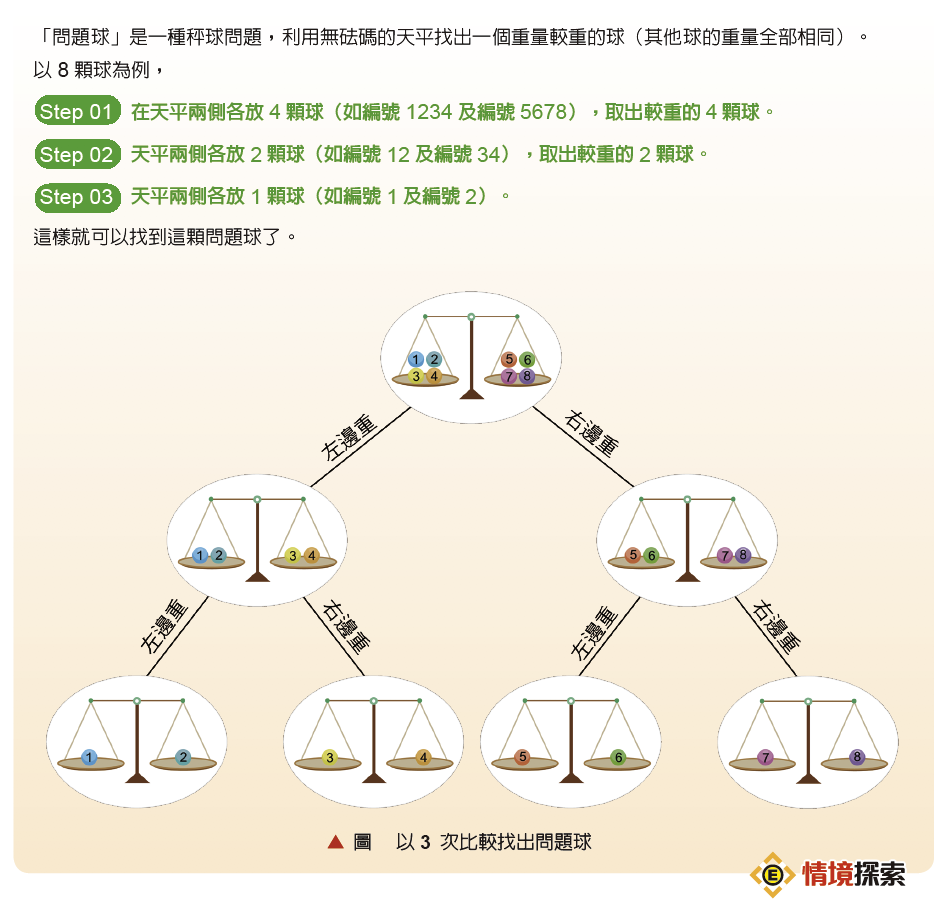 「問題球」是一種秤球問題，利用無砝碼的天平找出一個重量較重的球（其他球的重量全部相同）。
以 8 顆球為例，
Step 01 在天平兩側各放 4 顆球（如編號 1234 及編號 5678），取出較重的 4 顆球。
Step 02 天平兩側各放 2 顆球（如編號 12 及編號 34），取出較重的 2 顆球。
Step 03 天平兩側各放 1 顆球（如編號 1 及編號 2）。
這樣就可以找到這顆問題球了。
1 2 5 6
3 4 7 8
左邊重 右邊重
1 2 3 4 5 6 7 8
左邊重 右邊重 左邊重 右邊重
1 2 3 4 5 6 7 8
▲ 圖 以 3 次比較找出問題球
E 情境探索